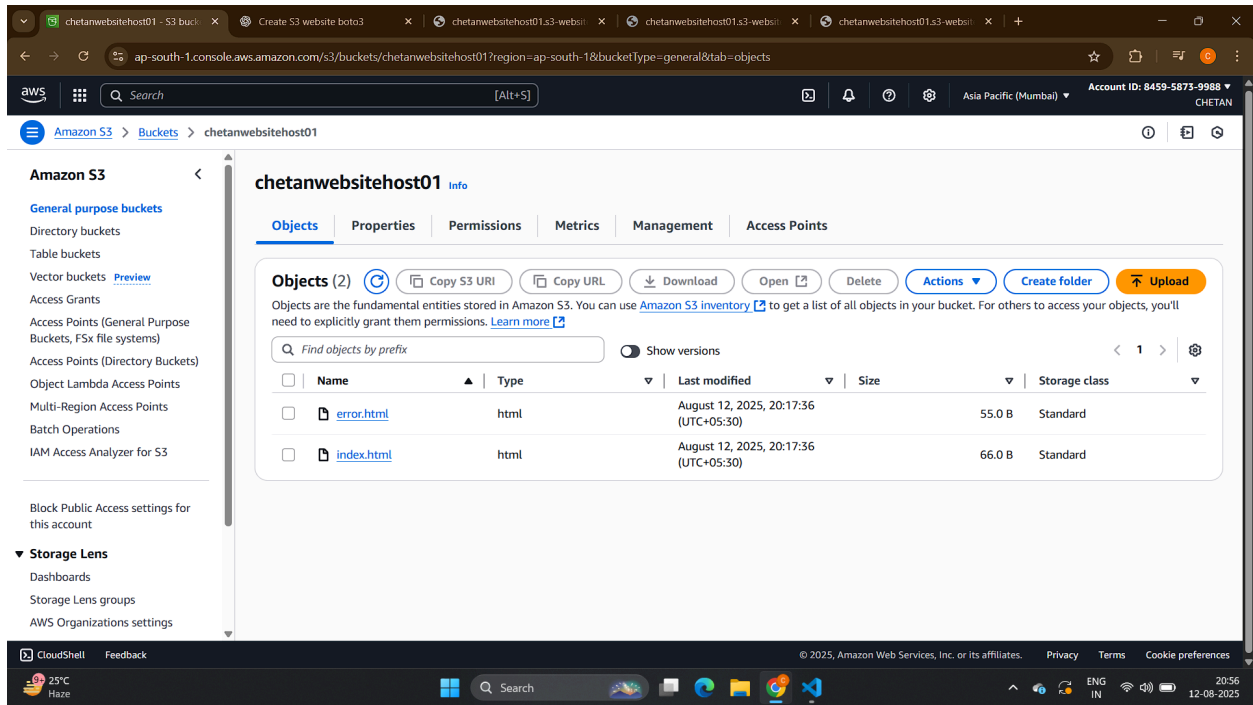 chetanwebsitehost01 - S3 buck
Create S3 website boto3
chetanwebsitehost01.s3-websit
chetanwebsitehost01.s3-websit
chetanwebsitehost01.s3-websit
ap-south-1.console.aws.amazon.com/s3/buckets/chetanwebsitehost01?region=ap-south-1&bucketType=general&tab=objects
C
aws
Search
[Alt+S]
Asia Pacific (Mumbai)
Account ID: 8459-5873-9988
CHETAN
Amazon S3
Buckets
chetanwebsitehost01
Amazon S3
General purpose buckets
Directory buckets
Table buckets
Vector buckets Preview
Access Grants
Access Points (General Purpose
Buckets, FSx file systems)
Access Points (Directory Buckets)
Object Lambda Access Points
Multi-Region Access Points
Batch Operations
IAM Access Analyzer for S3
Block Public Access settings for
this account
Storage Lens
Dashboards
Storage Lens groups
AWS Organizations settings
chetanwebsitehost01 Info
Objects
Properties
Permissions
Metrics
Management
Access Points
Objects (2)
Copy S3 URI
Copy URL
Download
Open
Delete
Actions
Create folder
Upload
Objects are the fundamental entities stored in Amazon S3. You can use Amazon S3 inventory to get a list of all objects in your bucket. For others to access your objects, you'll
need to explicitly grant them permissions. Learn more
Find objects by prefix
Show versions
1
Name
Type
Last modified
Size
Storage class
error.html
html
August 12, 2025, 20:17:36
(UTC+05:30)
55.0 B
Standard
index.html
html
August 12, 2025, 20:17:36
(UTC+05:30)
66.0 B
Standard
CloudShell
Feedback
© 2025, Amazon Web Services, Inc. or its affiliates.
Privacy
Terms
Cookie preferences
9+
25°C
Haze
Search
C
ENG
IN
20:56
12-08-2025